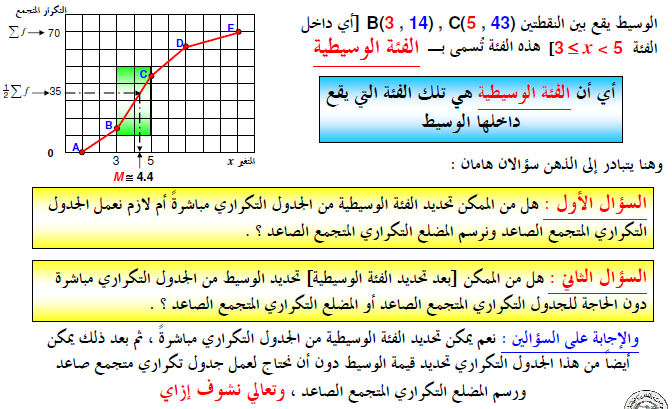 الوسيط يقع بين النقطتين B(3 , 14) , C(5 , 43) [أي داخل
الفئة 3 ≤ x < 5] هذه الفئة تُسمى بـــ الفئة الوسيطية
أي أن الفئة الوسيطية هي تلك الفئة التي يقع
داخلها الوسيط
التكرار المتجمع
∑ f 70
½ ∑ f 35
0
A
B
C
D
E
3
5
المتغير x
M ≅ 4.4
وهنا يتبادر إلى الذهن سؤالان هامان :
السؤال الأول : هل من الممكن تحديد الفئة الوسيطية من الجدول التكراري مباشرةً أم لازم نعمل الجدول
التكراري المتجمع الصاعد ونرسم المضلع التكراري المتجمع الصاعد ؟ .
السؤال الثاني : هل من الممكن [بعد تحديد الفئة الوسيطية] تحديد الوسيط من الجدول التكراري مباشرة
دون الحاجة للجدول التكراري المتجمع الصاعد أو المضلع التكراري المتجمع الصاعد ؟ .
والإجابة على السؤالين : نعم يمكن تحديد الفئة الوسيطية من الجدول التكراري مباشرةً ، ثم بعد ذلك يمكن
أيضاً من هذا الجدول التكراري تحديد قيمة الوسيط دون أن نحتاج لعمل جدول تكراري متجمع صاعد
ورسم المضلع التكراري المتجمع الصاعد ، وتعالي نشوف إزاي